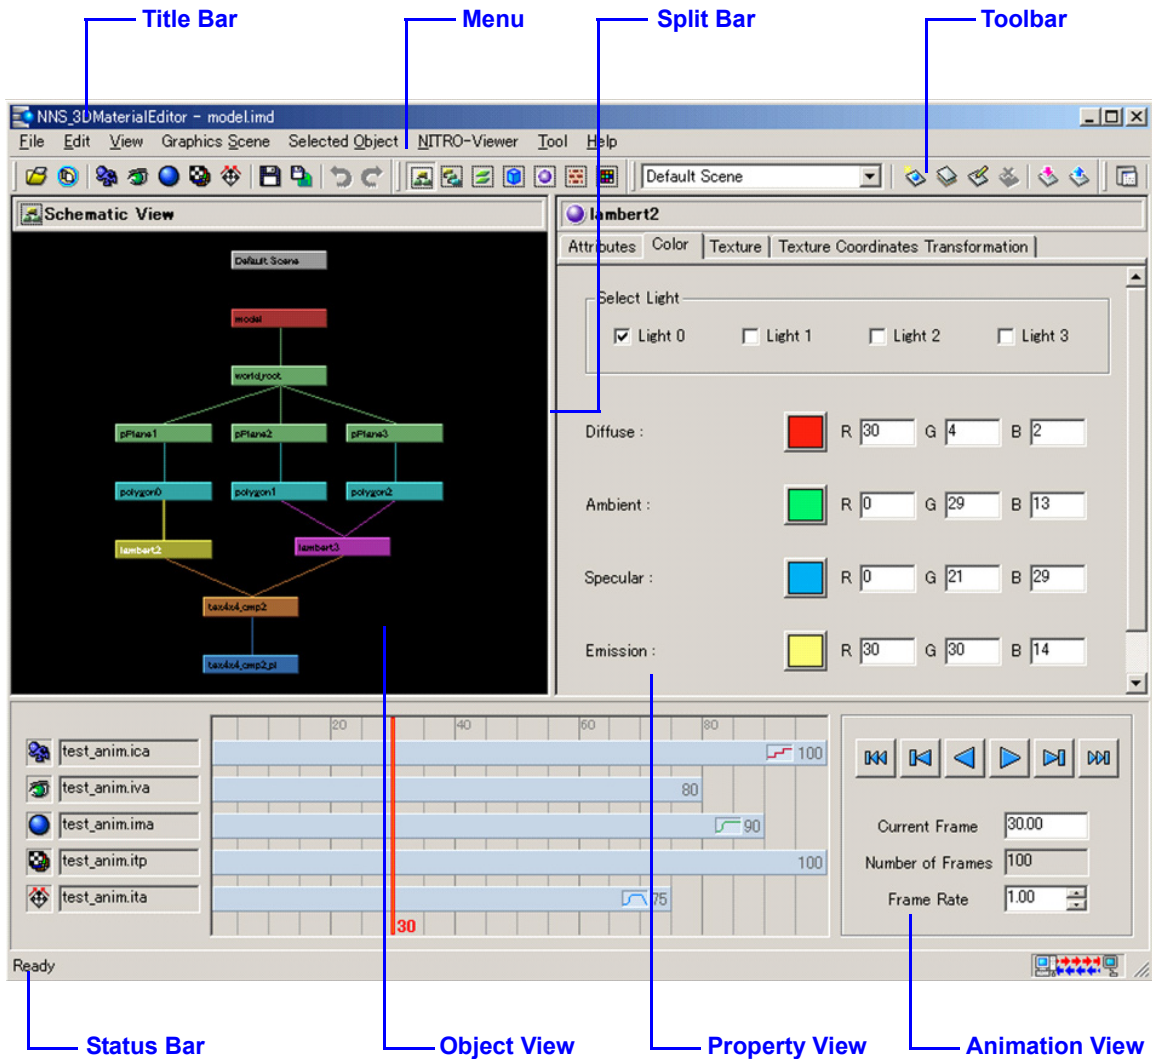 Title Bar Menu Split Bar Toolbar
NNS_3DMaterialEditor - model.imd
File Edit View Graphics Scene Selected Object NITRO-Viewer Tool Help
Default Scene
Schematic View
lambert2
Attributes Color Texture Texture Coordinates Transformation
Default Scene
model
world_root
pPlane1 pPlane2 pPlane3
polygon0 polygon1 polygon2
lambert2 lambert3
tex4x4_cmp2
tex4x4_cmp2_pl
Select Light
Light 0 Light 1 Light 2 Light 3
Diffuse : R 30 G 4 B 2
Ambient : R 0 G 29 B 13
Specular : R 0 G 21 B 29
Emission : R 30 G 30 B 14
20 40 60 80
test_anim.ica 100
test_anim.iva 80
test_anim.ima 90
test_anim.itp 100
test_anim.ita 75
30
Current Frame 30.00
Number of Frames 100
Frame Rate 1.00
Ready
Status Bar Object View Property View Animation View